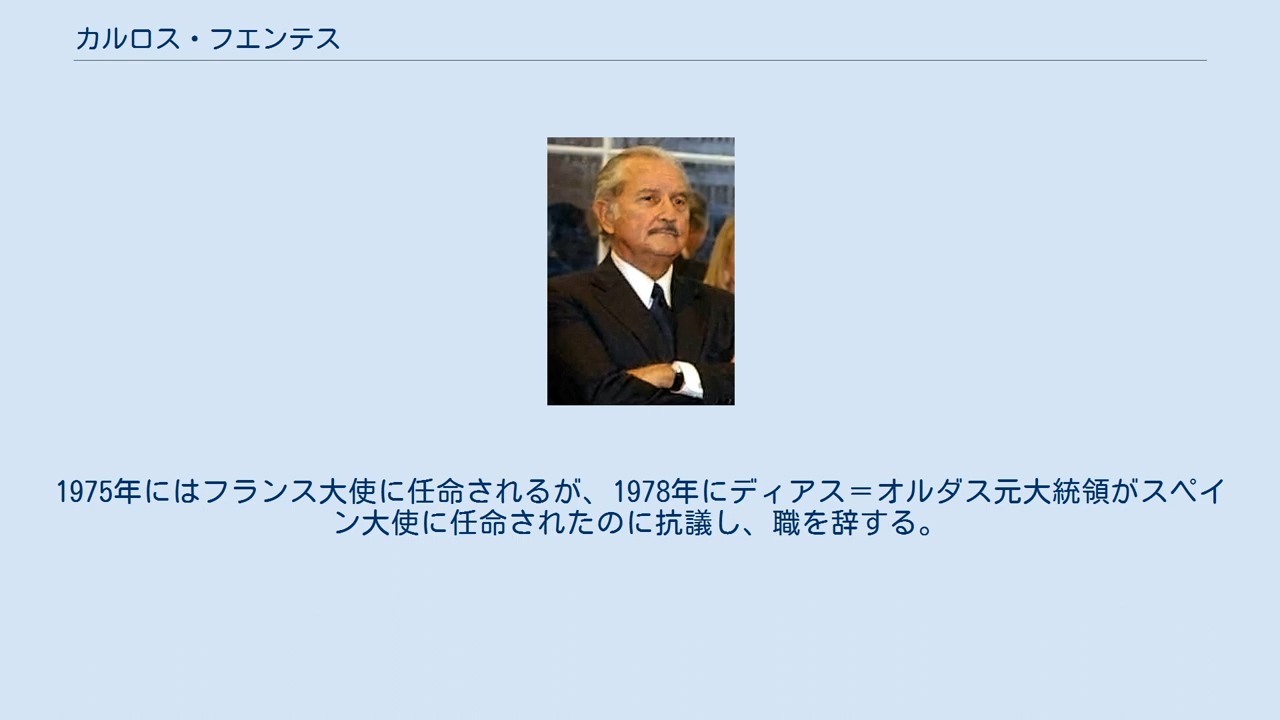 カルロス・フエンテス
1975年にはフランス大使に任命されるが、1978年にディアス＝オルダス元大統領がスペイ
ン大使に任命されたのに抗議し、職を辞する。